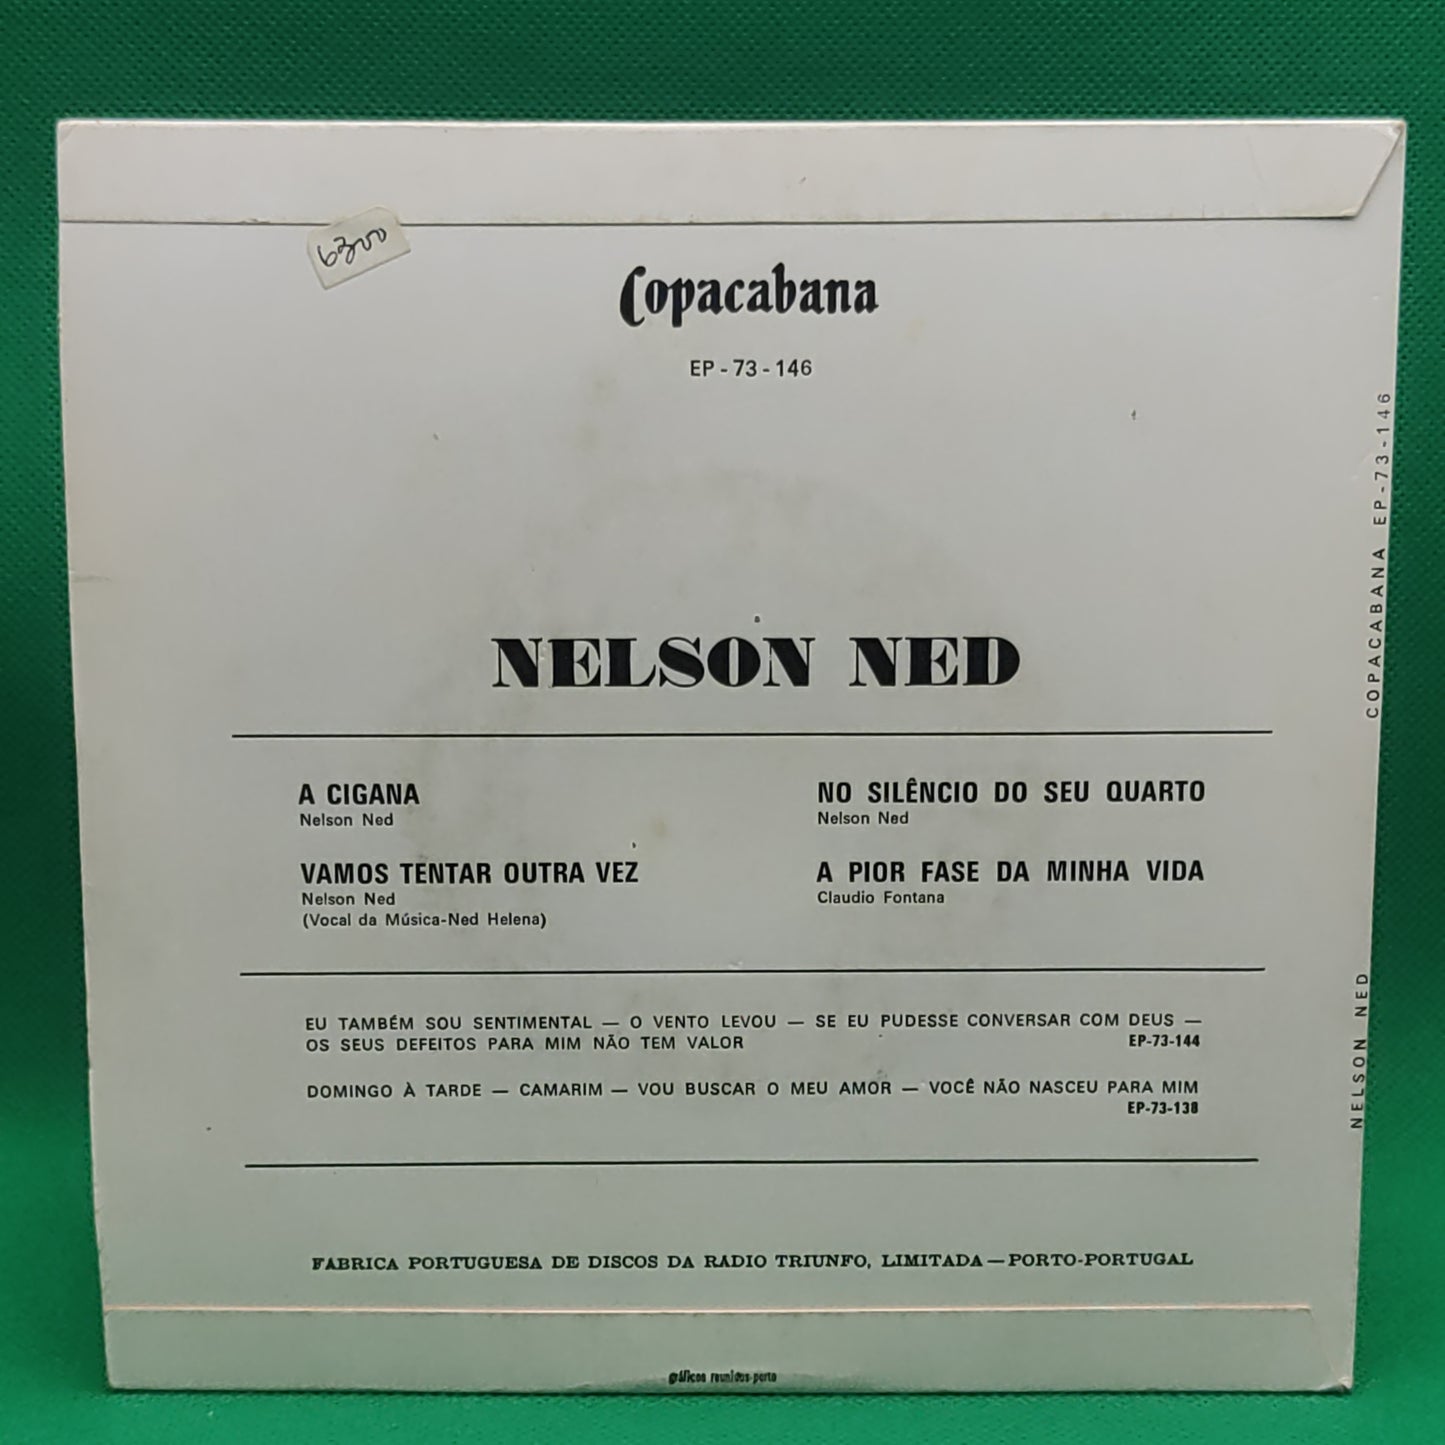 6300
Copacabana
EP - 73 - 146
NELSON NED
A CIGANA
Nelson Ned
VAMOS TENTAR OUTRA VEZ
Nelson Ned
(Vocal da Música-Ned Helena)
NO SILÊNCIO DO SEU QUARTO
Nelson Ned
A PIOR FASE DA MINHA VIDA
Claudio Fontana
EU TAMBÉM SOU SENTIMENTAL — O VENTO LEVOU — SE EU PUDESSE CONVERSAR COM DEUS —
OS SEUS DEFEITOS PARA MIM NÃO TEM VALOR EP-73-144
DOMINGO À TARDE — CAMARIM — VOU BUSCAR O MEU AMOR — VOCÊ NÃO NASCEU PARA MIM
EP-73-138
FABRICA PORTUGUESA DE DISCOS DA RADIO TRIUNFO, LIMITADA — PORTO-PORTUGAL
gráficos reunidos-porto
NELSON NED COPACABANA EP-73-146